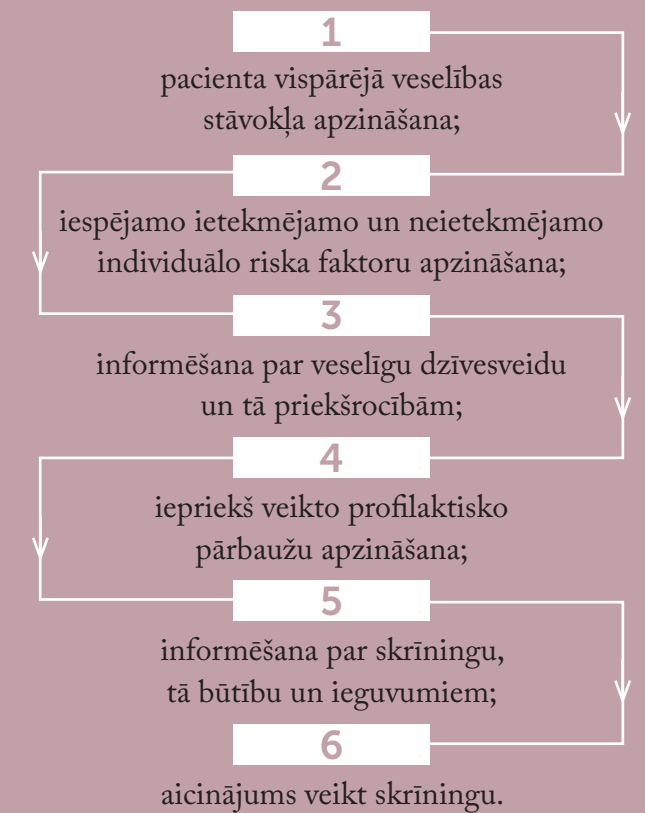 1
pacienta vispārējā veselības
stāvokļa apzināšana;
2
iespējamo ietekmējamo un neietekmējamo
individuālo riska faktoru apzināšana;
3
informēšana par veselīgu dzīvesveidu
un tā priekšrocībām;
4
iepriekš veikto profilaktisko
pārbaužu apzināšana;
5
informēšana par skrīningu,
tā būtību un ieguvumiem;
6
aicinājums veikt skrīningu.